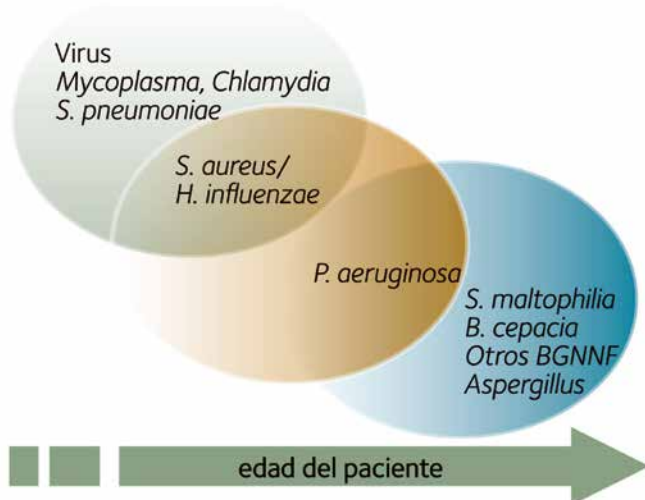 Virus
Mycoplasma, Chlamydia
S. pneumoniae
S. aureus/
H. influenzae
P. aeruginosa
S. maltophilia
B. cepacia
Otros BGNNF
Aspergillus
edad del paciente